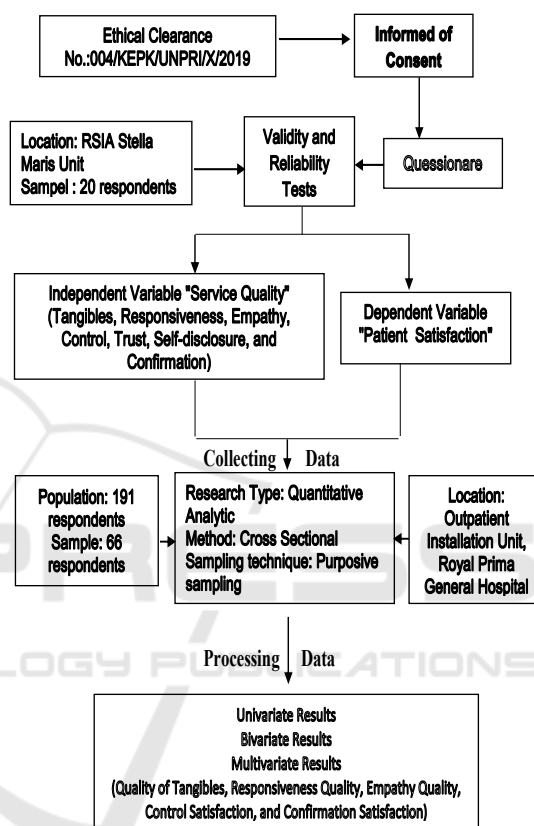 Ethical Clearance
No.:004/KEPK/UNPRI/X/2019
Informed of
Consent
Location: RSIA Stella
Maris Unit
Sampel : 20 respondents
Validity and
Reliability
Tests
Quessionare
Independent Variable "Service Quality"
(Tangibles, Responsiveness, Empathy,
Control, Trust, Self-disclosure, and
Confirmation)
Dependent Variable
"Patient Satisfaction"
Collecting Data
Population: 191
respondents
Sample: 66
respondents
Research Type: Quantitative
Analytic
Method: Cross Sectional
Sampling technique: Purposive
sampling
Location:
Outpatient
Installation Unit,
Royal Prima
General Hospital
PRESS
Processing Data
LOGY PUBLICATIONS
Univariate Results
Bivariate Results
Multivariate Results
(Quality of Tangibles, Responsiveness Quality, Empathy Quality,
Control Satisfaction, and Confirmation Satisfaction)